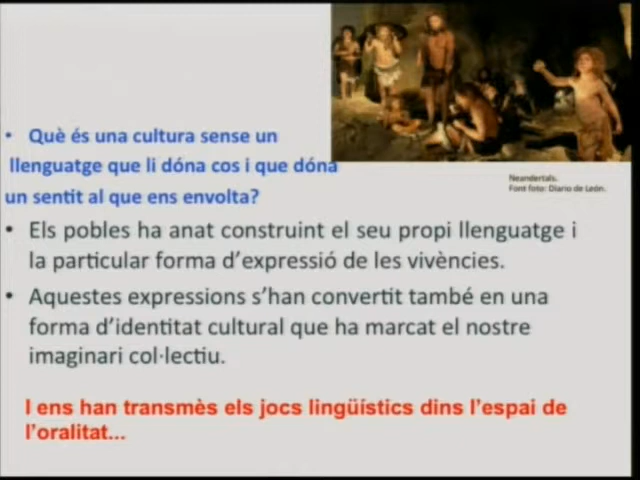 • Què és una cultura sense un
llenguatge que li dóna cos i que dóna
un sentit al que ens envolta?
Neandertals.
Font foto: Diario de León.
• Els pobles ha anat construint el seu propi llenguatge i
la particular forma d'expressió de les vivències.
• Aquestes expressions s'han convertit també en una
forma d'identitat cultural que ha marcat el nostre
imaginari col·lectiu.
I ens han transmès els jocs lingüístics dins l'espai de
l'oralitat...